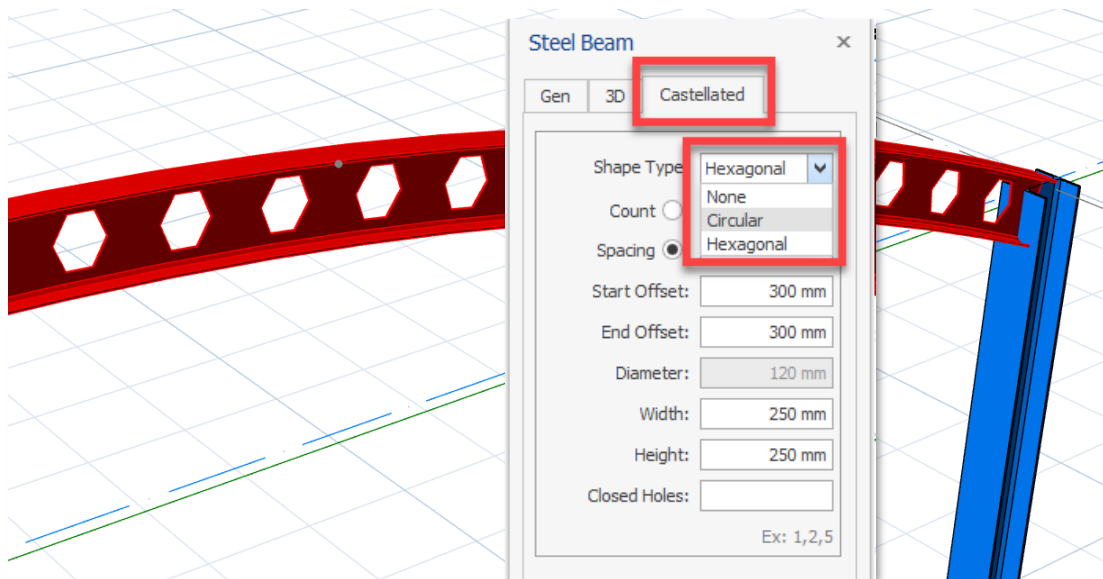 Steel Beam
Gen 3D Castellated
Shape Type Hexagonal
None
Count Circular
Hexagonal
Spacing
Start Offset: 300 mm
End Offset: 300 mm
Diameter: 120 mm
Width: 250 mm
Height: 250 mm
Closed Holes:
Ex: 1,2,5